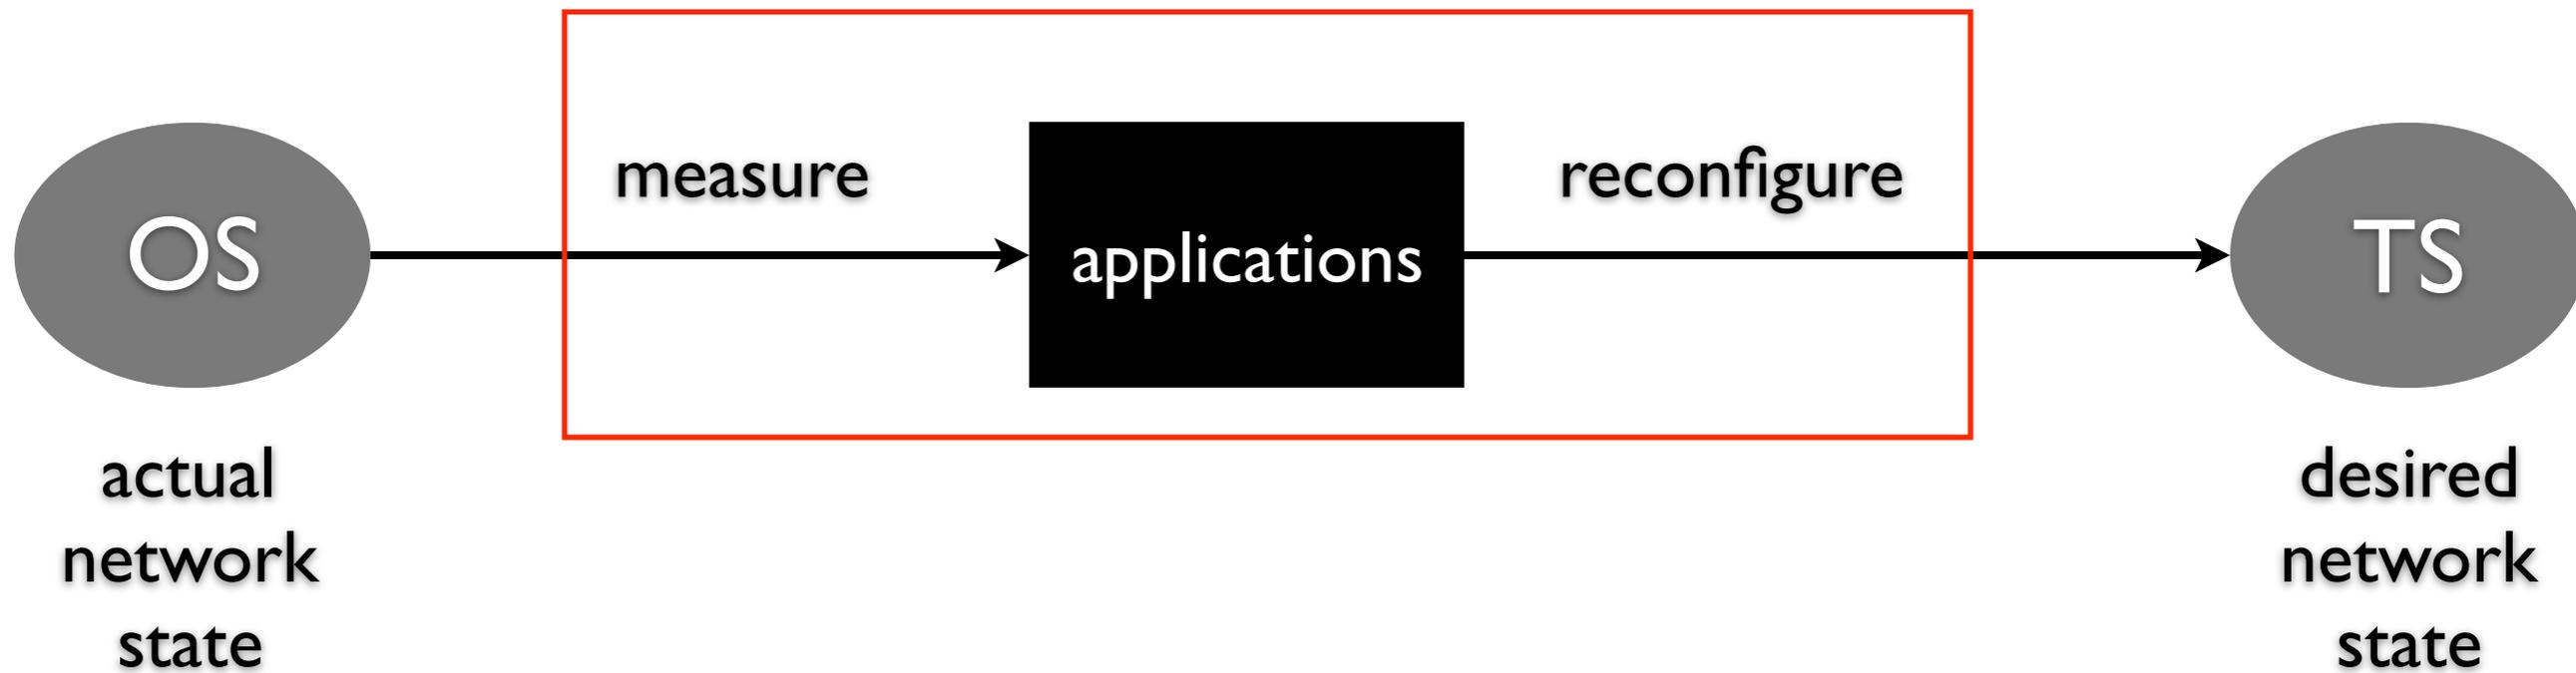 measure
reconfigure
OS
applications
TS
actual
network
state
desired
network
state